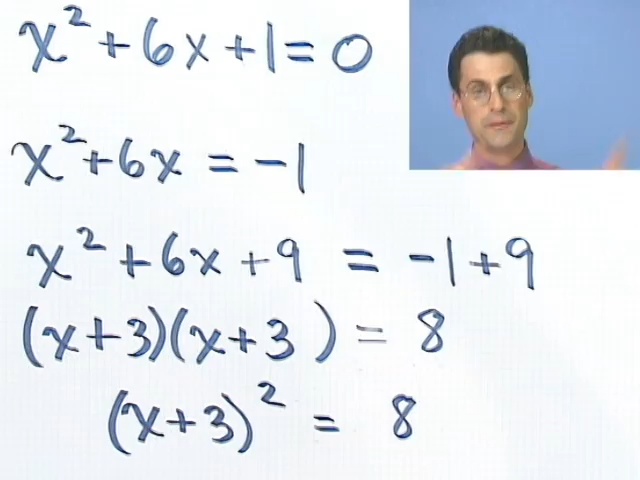 x² + 6x + 1 = 0
x² + 6x = -1
x² + 6x + 9 = -1 + 9
(x + 3)(x + 3) = 8
(x + 3)² = 8